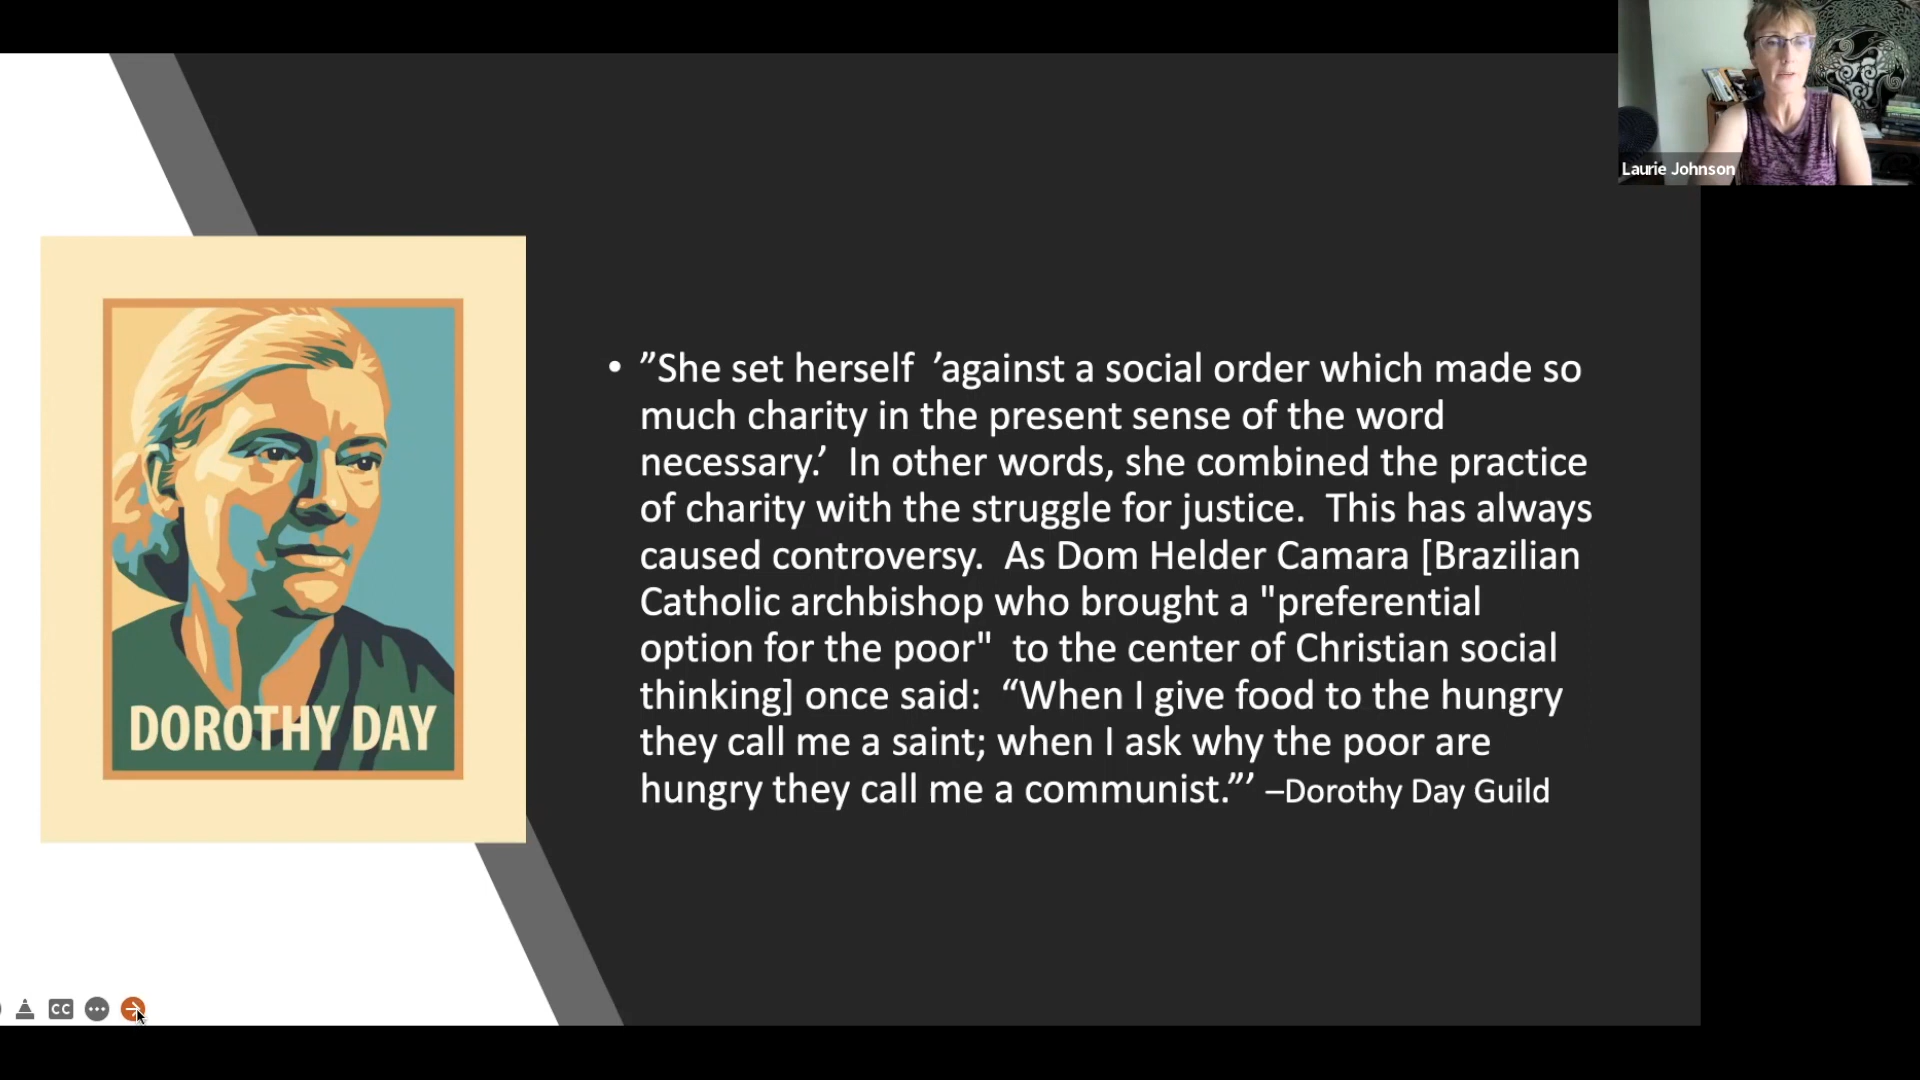 Laurie Johnson
• ”She set herself ’against a social order which made so
much charity in the present sense of the word
necessary.’ In other words, she combined the practice
of charity with the struggle for justice. This has always
caused controversy. As Dom Helder Camara [Brazilian
Catholic archbishop who brought a "preferential
option for the poor" to the center of Christian social
thinking] once said: “When I give food to the hungry
they call me a saint; when I ask why the poor are
hungry they call me a communist.”’ –Dorothy Day Guild
DOROTHY DAY
CC